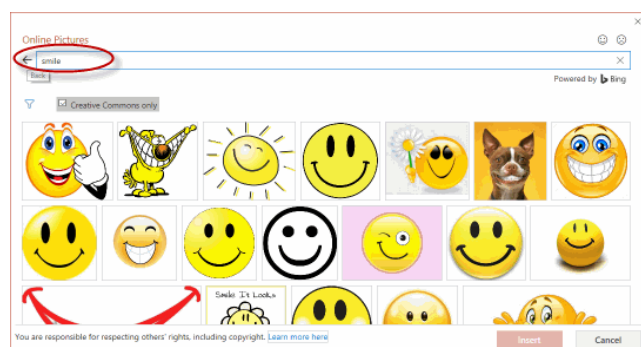 Online Pictures
smile
Back
Powered by Bing
Creative Commons only
Smile It Looks
You are responsible for respecting others' rights, including copyright. Learn more here
Insert
Cancel